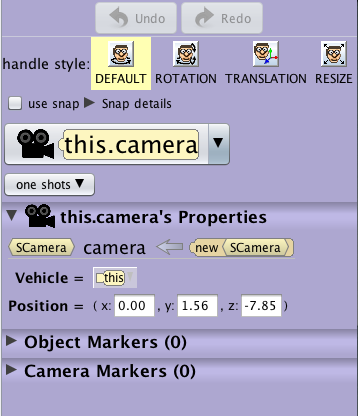 Undo Redo
handle style: DEFAULT ROTATION TRANSLATION RESIZE
use snap Snap details
this.camera
one shots
this.camera's Properties
SCamera camera new SCamera
Vehicle = this
Position = ( x: 0.00 , y: 1.56 , z: -7.85 )
Object Markers (0)
Camera Markers (0)